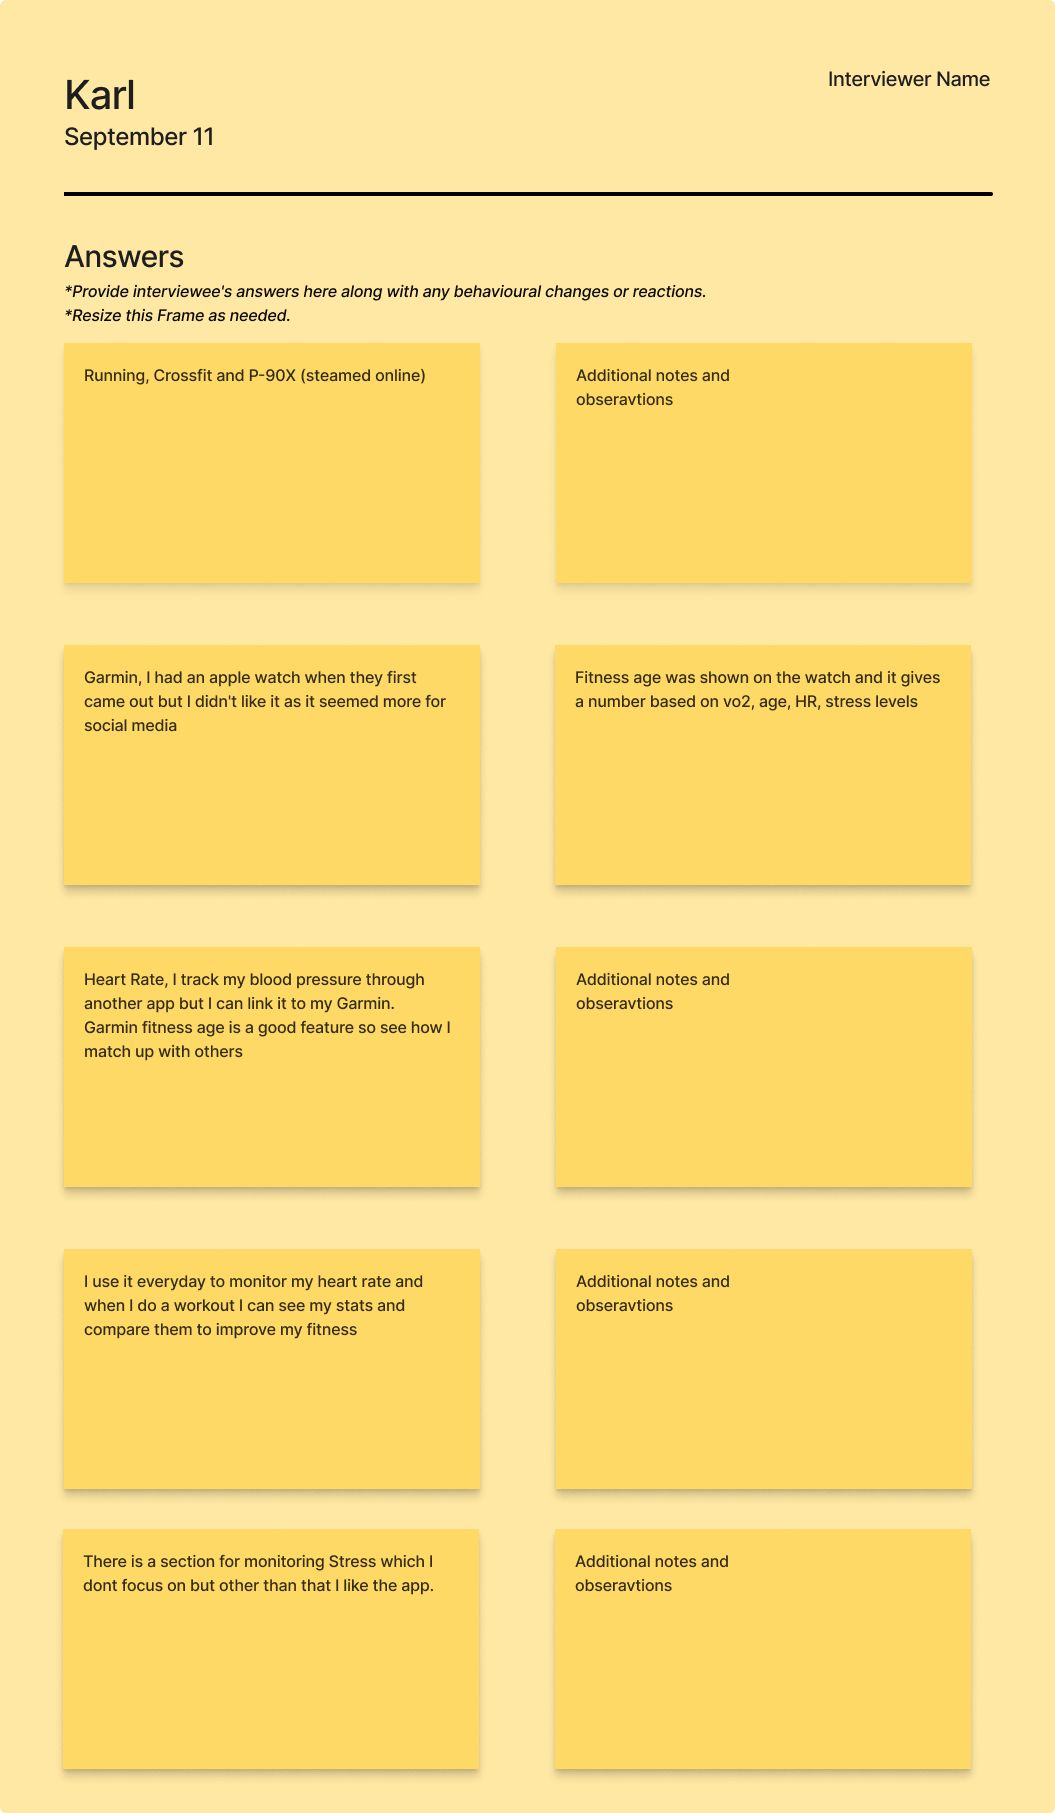 Karl
Interviewer Name
September 11
Answers
*Provide interviewee's answers here along with any behavioural changes or reactions.
*Resize this Frame as needed.
Running, Crossfit and P-90X (steamed online)
Additional notes and
obseravtions
Garmin, I had an apple watch when they first
came out but I didn't like it as it seemed more for
social media
Fitness age was shown on the watch and it gives
a number based on vo2, age, HR, stress levels
Heart Rate, I track my blood pressure through
another app but I can link it to my Garmin.
Garmin fitness age is a good feature so see how I
match up with others
Additional notes and
obseravtions
I use it everyday to monitor my heart rate and
when I do a workout I can see my stats and
compare them to improve my fitness
Additional notes and
obseravtions
There is a section for monitoring Stress which I
dont focus on but other than that I like the app.
Additional notes and
obseravtions